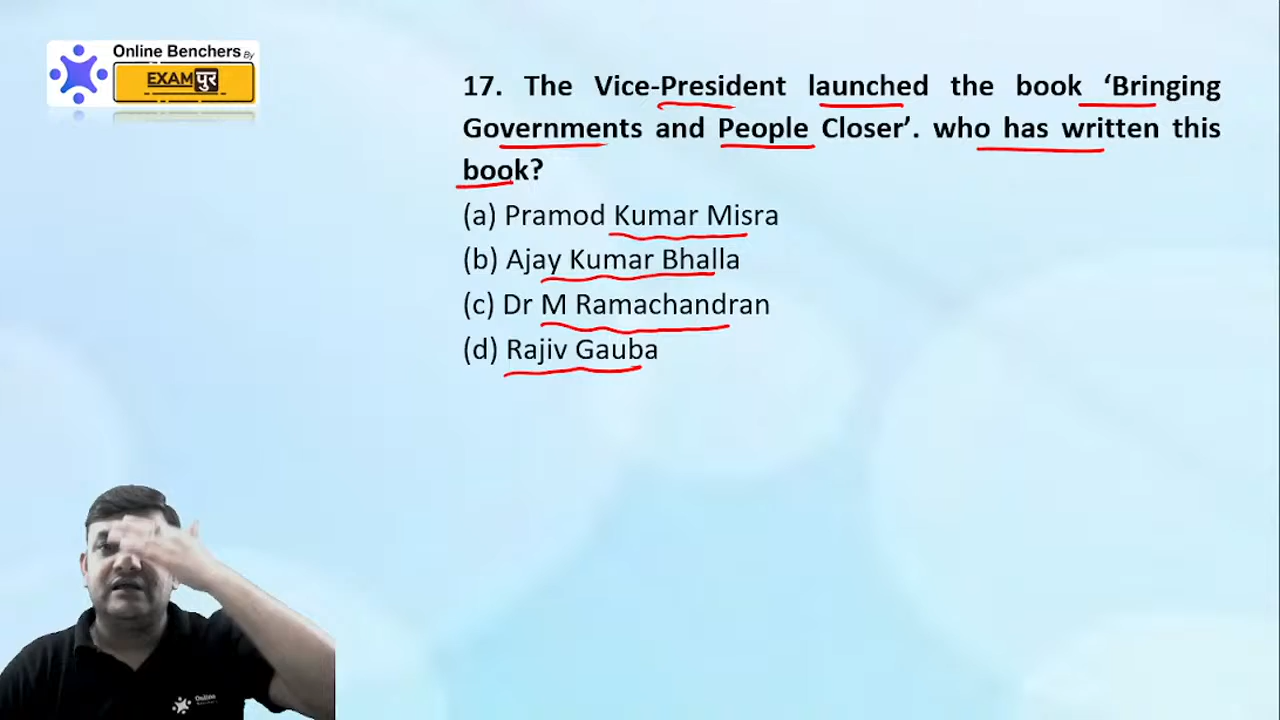 Online Benchers By
EXAMपुर
17. The Vice-President launched the book ‘Bringing
Governments and People Closer’. who has written this
book?
(a) Pramod Kumar Misra
(b) Ajay Kumar Bhalla
(c) Dr M Ramachandran
(d) Rajiv Gauba
Online